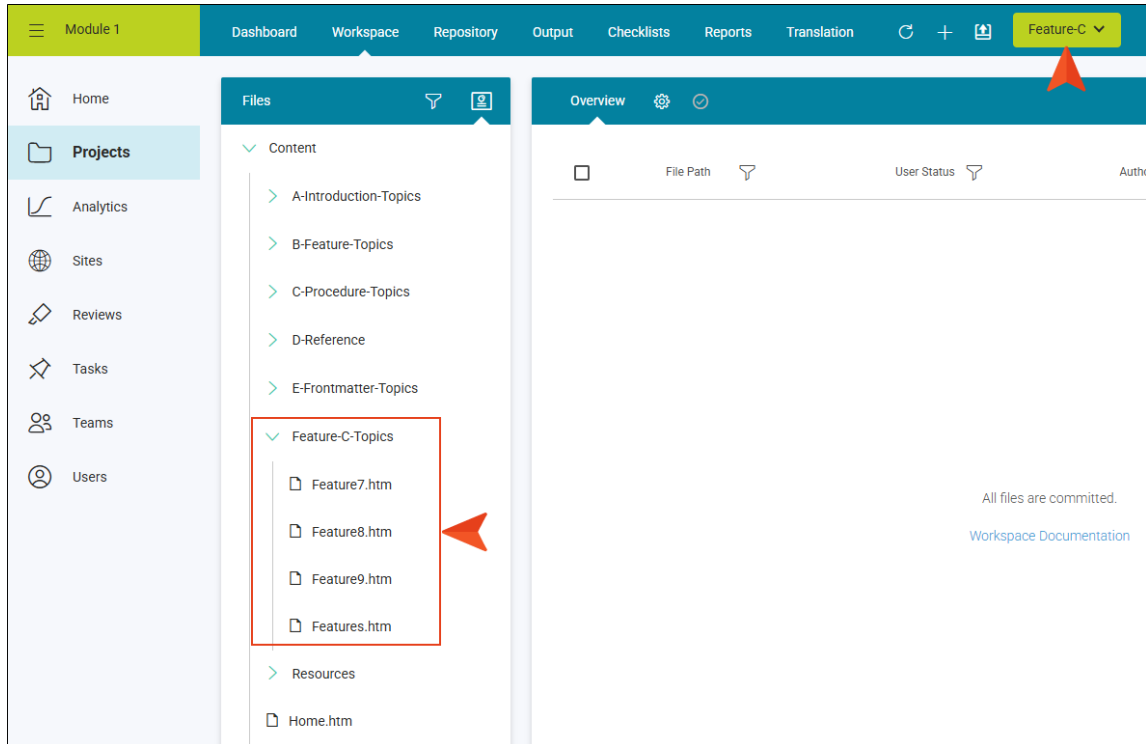 Module 1
Dashboard Workspace Repository Output Checklists Reports Translation Feature-C
Home
Projects
Analytics
Sites
Reviews
Tasks
Teams
Users
Files
Content
A-Introduction-Topics
B-Feature-Topics
C-Procedure-Topics
D-Reference
E-Frontmatter-Topics
Feature-C-Topics
Feature7.htm
Feature8.htm
Feature9.htm
Features.htm
Resources
Home.htm
Overview
File Path User Status Autho
All files are committed.
Workspace Documentation